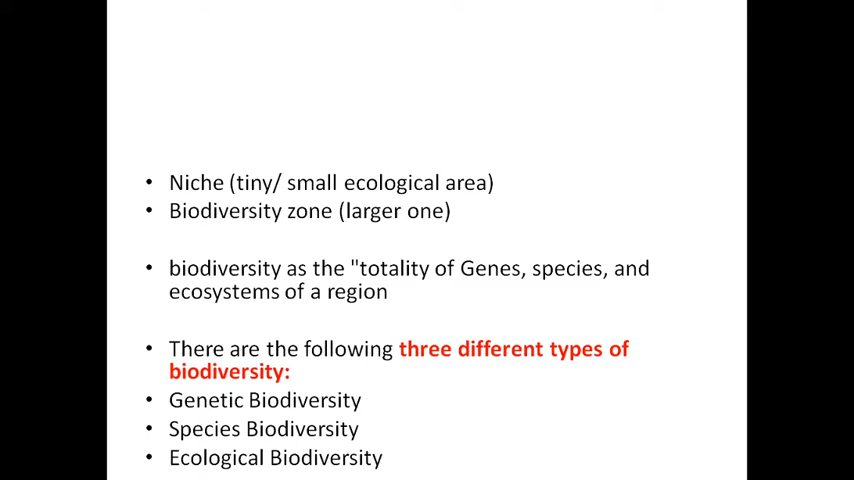 • Niche (tiny/ small ecological area)
• Biodiversity zone (larger one)
• biodiversity as the "totality of Genes, species, and
ecosystems of a region
• There are the following three different types of
biodiversity:
• Genetic Biodiversity
• Species Biodiversity
• Ecological Biodiversity